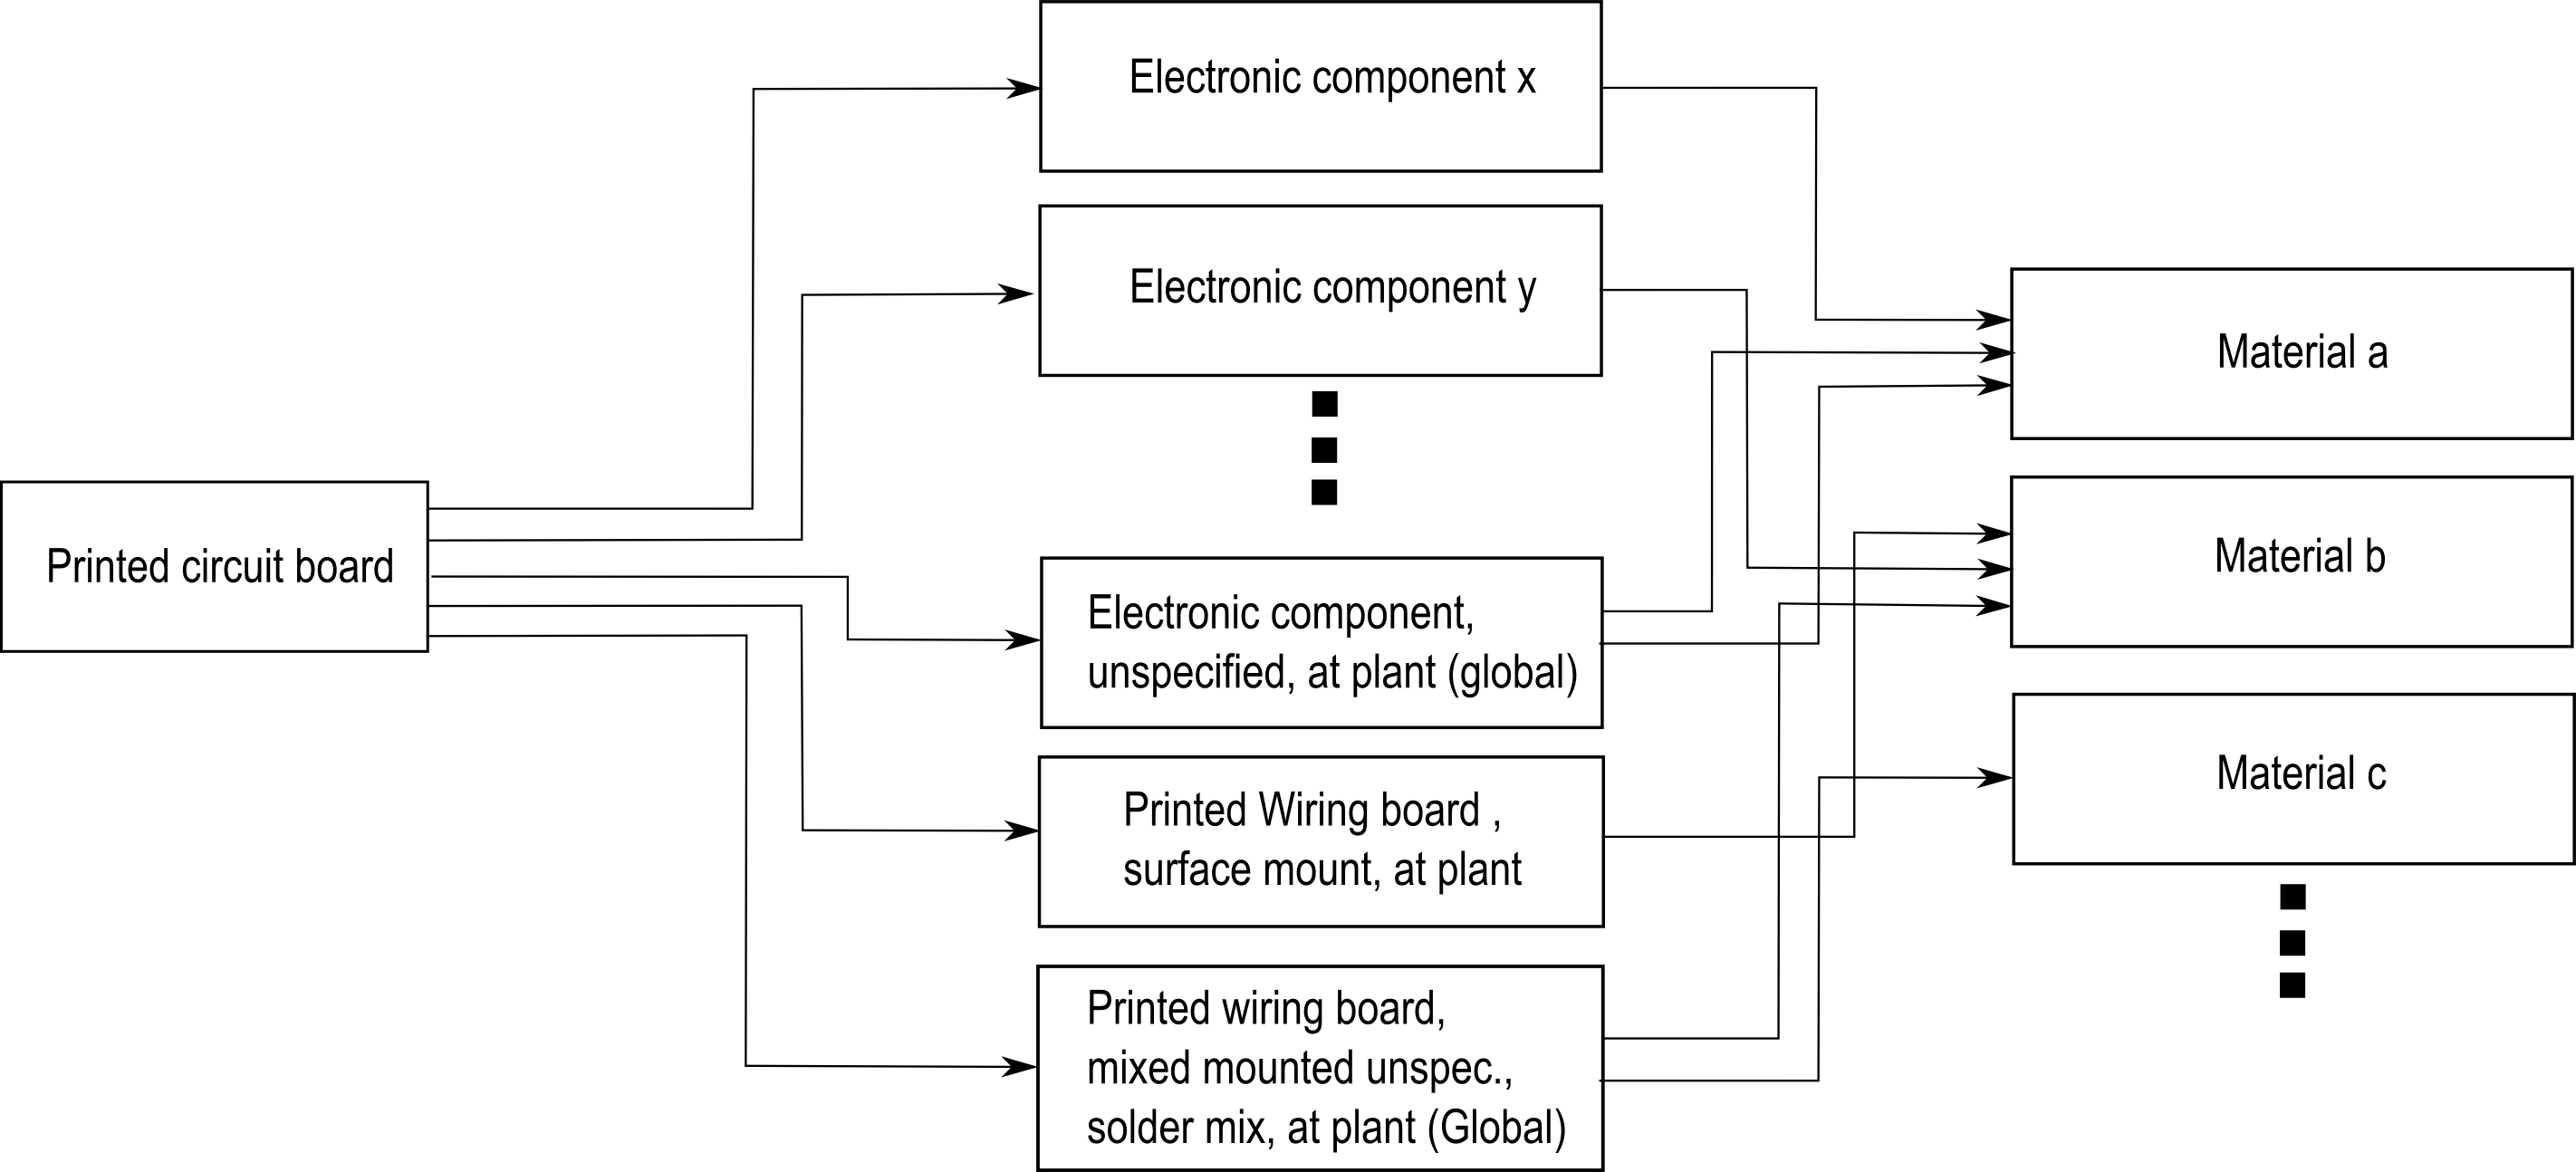 Electronic component x
Electronic component y
Printed circuit board
Electronic component,
unspecified, at plant (global)
Printed Wiring board ,
surface mount, at plant
Printed wiring board,
mixed mounted unspec.,
solder mix, at plant (Global)
Material a
Material b
Material c